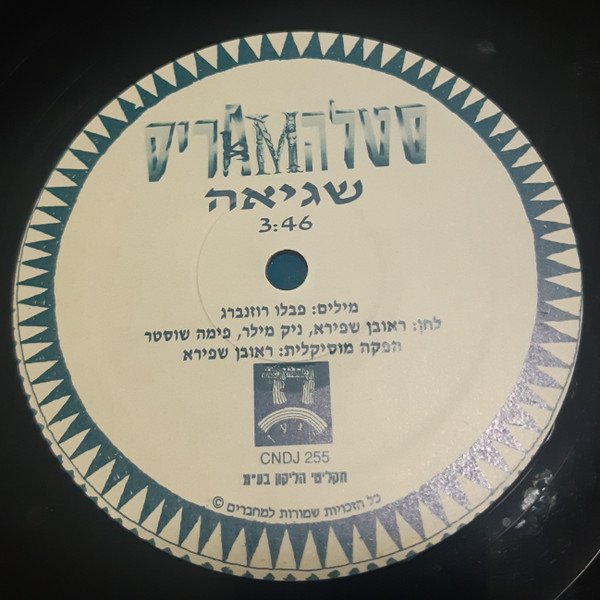 סטלה מאריס
שגיאה
3:46
מילים: פבלו רוזנברג
לחן: ראובן שפירא, ניק מילר, פימה שוסטר
הפקה מוסיקלית: ראובן שפירא
CNDJ 255
תקליטי הליקון בע״מ
כל הזכויות שמורות למחברים ©